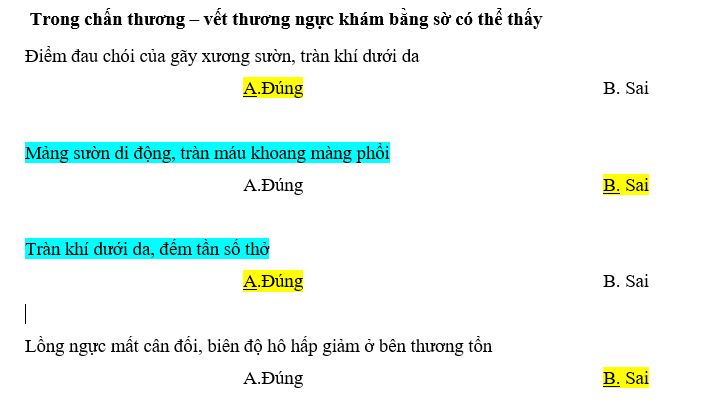 Trong chấn thương – vết thương ngực khám bằng sờ có thể thấy
Điểm đau chói của gãy xương sườn, tràn khí dưới da
A.Đúng B. Sai
Mảng sườn di động, tràn máu khoang màng phổi
A.Đúng B. Sai
Tràn khí dưới da, đếm tần số thở
A.Đúng B. Sai
Lồng ngực mất cân đối, biên độ hô hấp giảm ở bên thương tổn
A.Đúng B. Sai